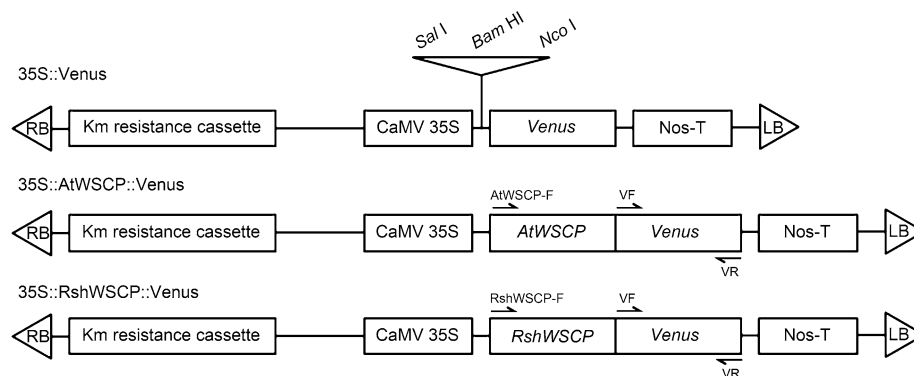 Sal I Bam HI Nco I
35S::Venus
RB Km resistance cassette CaMV 35S Venus Nos-T LB
35S::AtWSCP::Venus
AtWSCP-F VF
RB Km resistance cassette CaMV 35S AtWSCP Venus Nos-T LB
VR
35S::RshWSCP::Venus
RshWSCP-F VF
RB Km resistance cassette CaMV 35S RshWSCP Venus Nos-T LB
VR